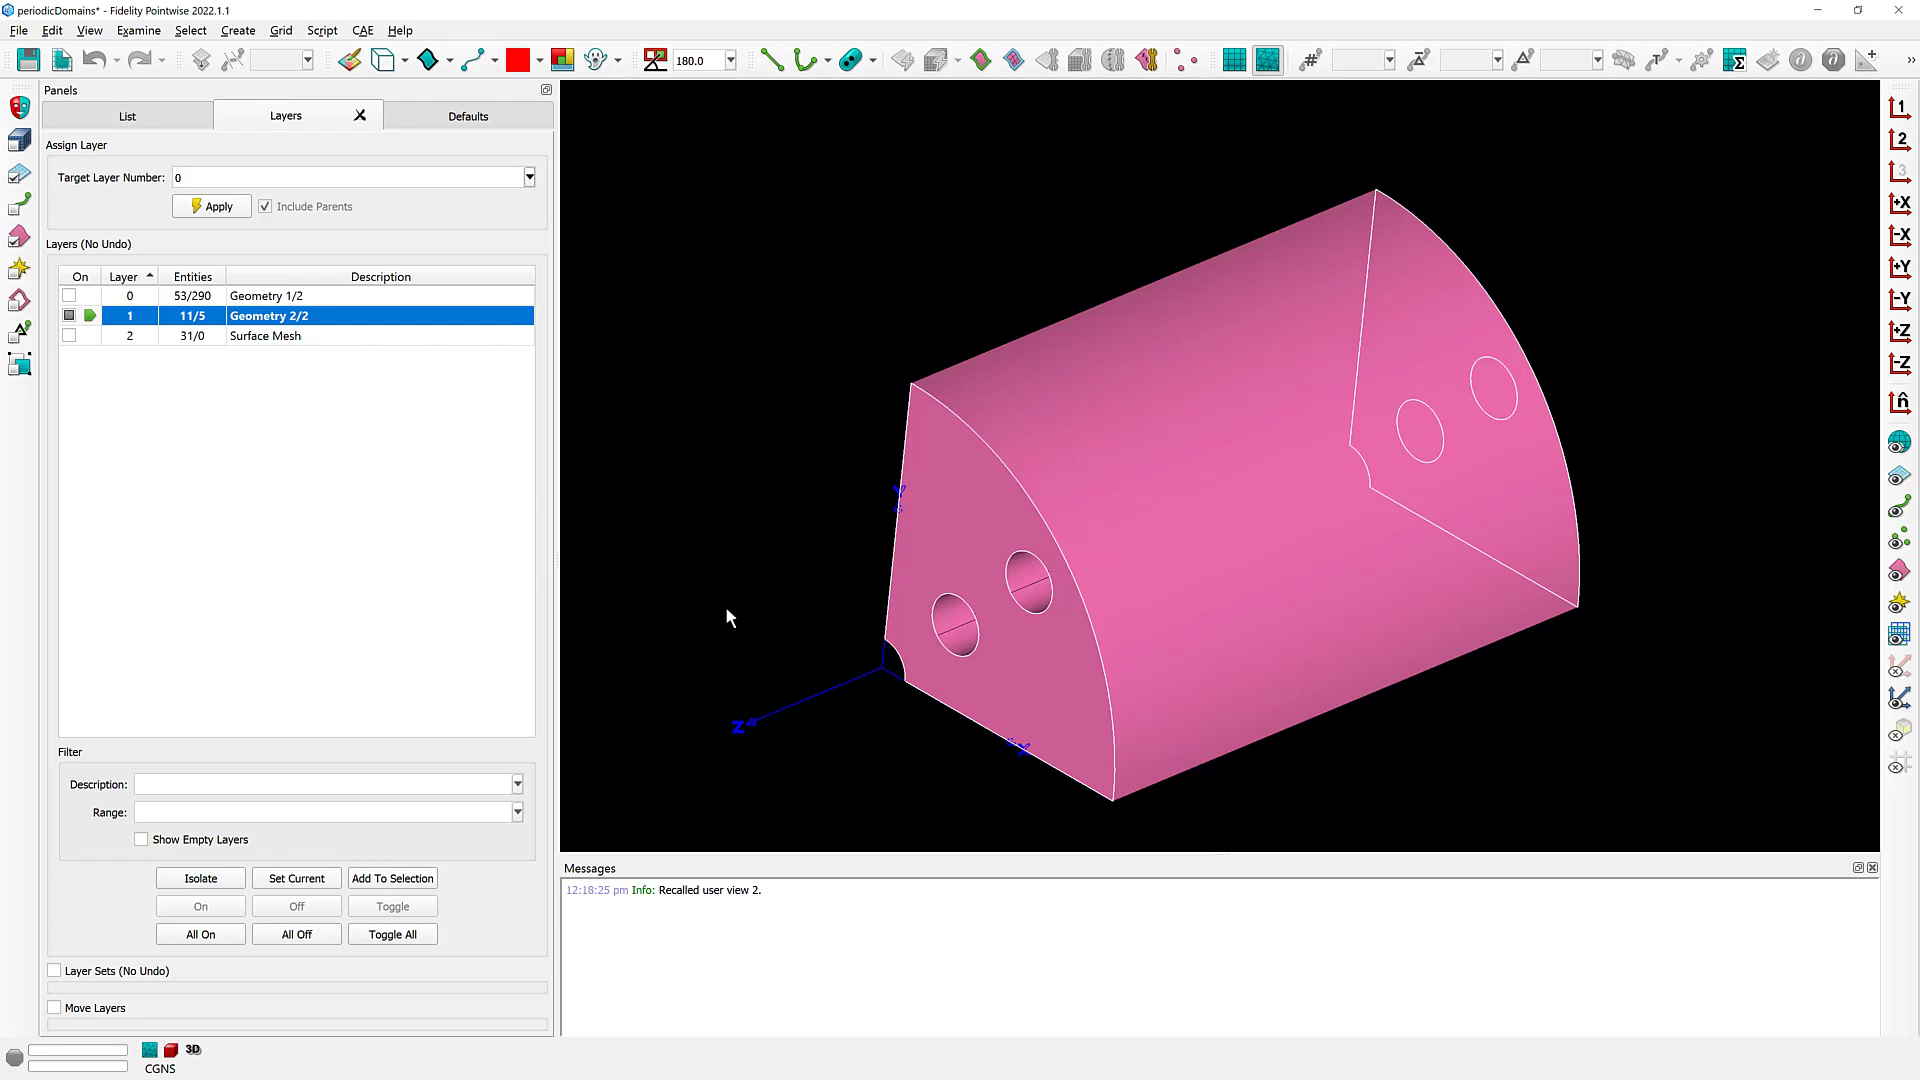 periodicDomains* - Fidelity Pointwise 2022.1.1
File Edit View Examine Select Create Grid Script CAE Help
180.0
Panels
List Layers Defaults
Assign Layer
Target Layer Number: 0
Apply Include Parents
Layers (No Undo)
On Layer Entities Description
0 53/290 Geometry 1/2
1 11/5 Geometry 2/2
2 31/0 Surface Mesh
Filter
Description:
Range:
Show Empty Layers
Isolate Set Current Add To Selection
On Off Toggle
All On All Off Toggle All
Layer Sets (No Undo)
Move Layers
CGNS
3D
Y
Z
X
Messages
12:18:25 pm Info: Recalled user view 2.
1
2
3
+X
-X
+Y
-Y
+Z
-Z
n̂